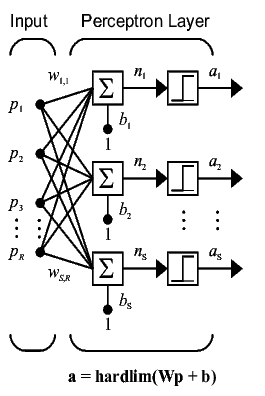 Input Perceptron Layer
w1,1 n1 a1
Σ
p1
b1
1
p2
n2 a2
Σ
p3
b2
1
pR
nS aS
Σ
wS,R
bS
1
a = hardlim(Wp + b)